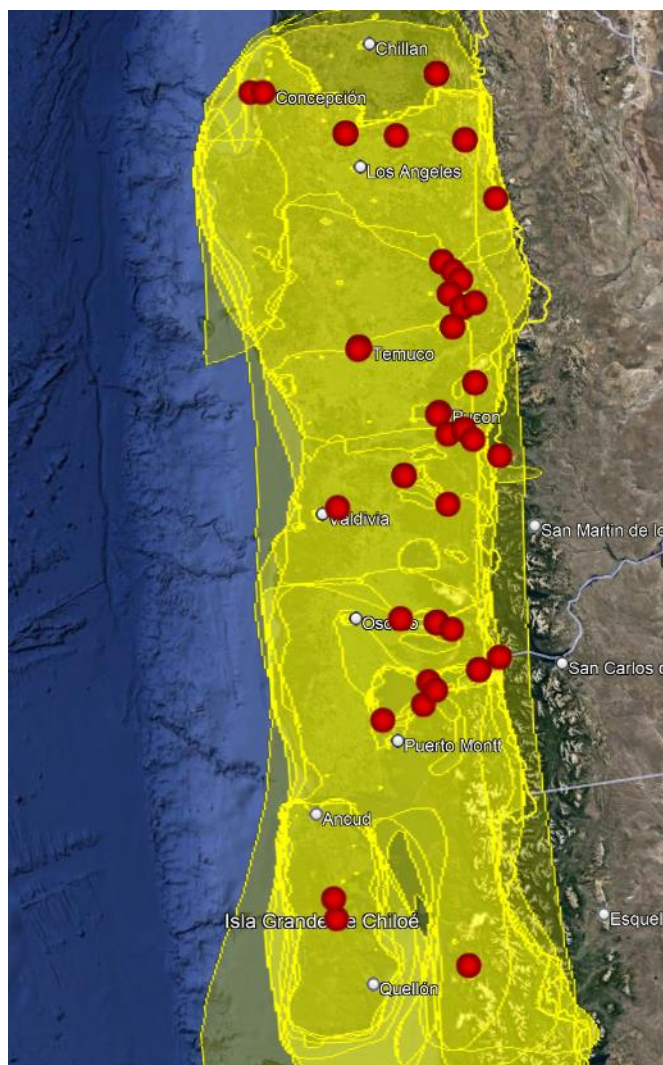 Chillan
Concepción
Los Angeles
Temuco
Pucon
Valdivia
San Martin de lo
San Carlos d
Puerto Montt
Ancud
Isla Grande de Chiloé
Esquel
Quellón